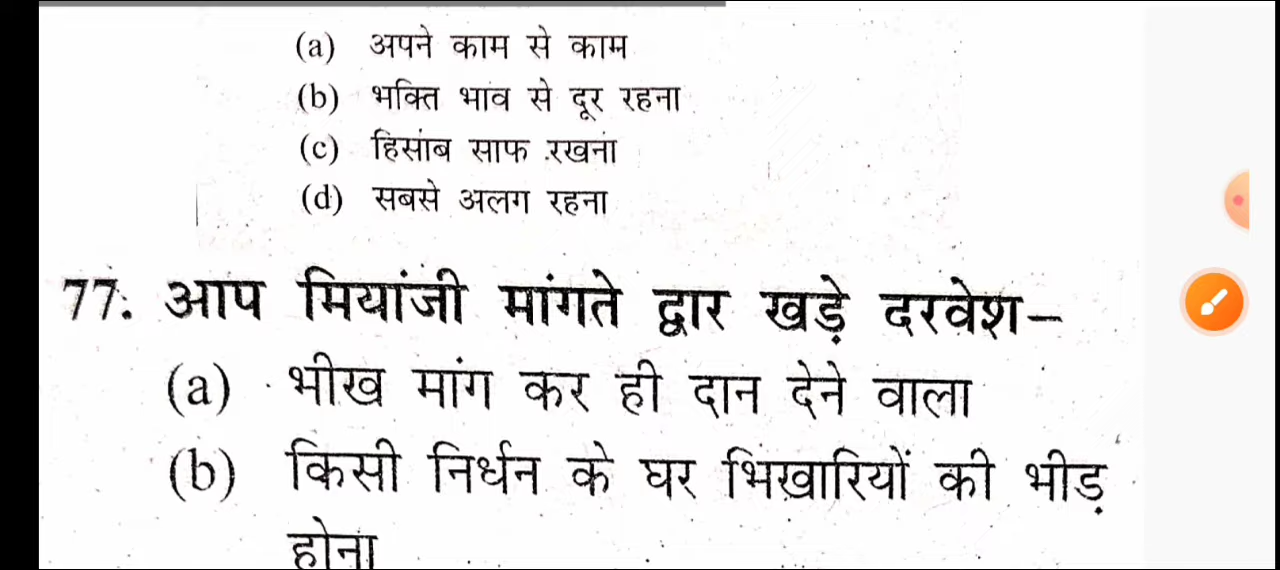 (a) अपने काम से काम
(b) भक्ति भाव से दूर रहना
(c) हिसाब साफ रखना
(d) सबसे अलग रहना
77. आप मियांजी मांगते द्वार खड़े दरवेश–
(a) भीख मांग कर ही दान देने वाला
(b) किसी निर्धन के घर भिखारियों की भीड़
होना